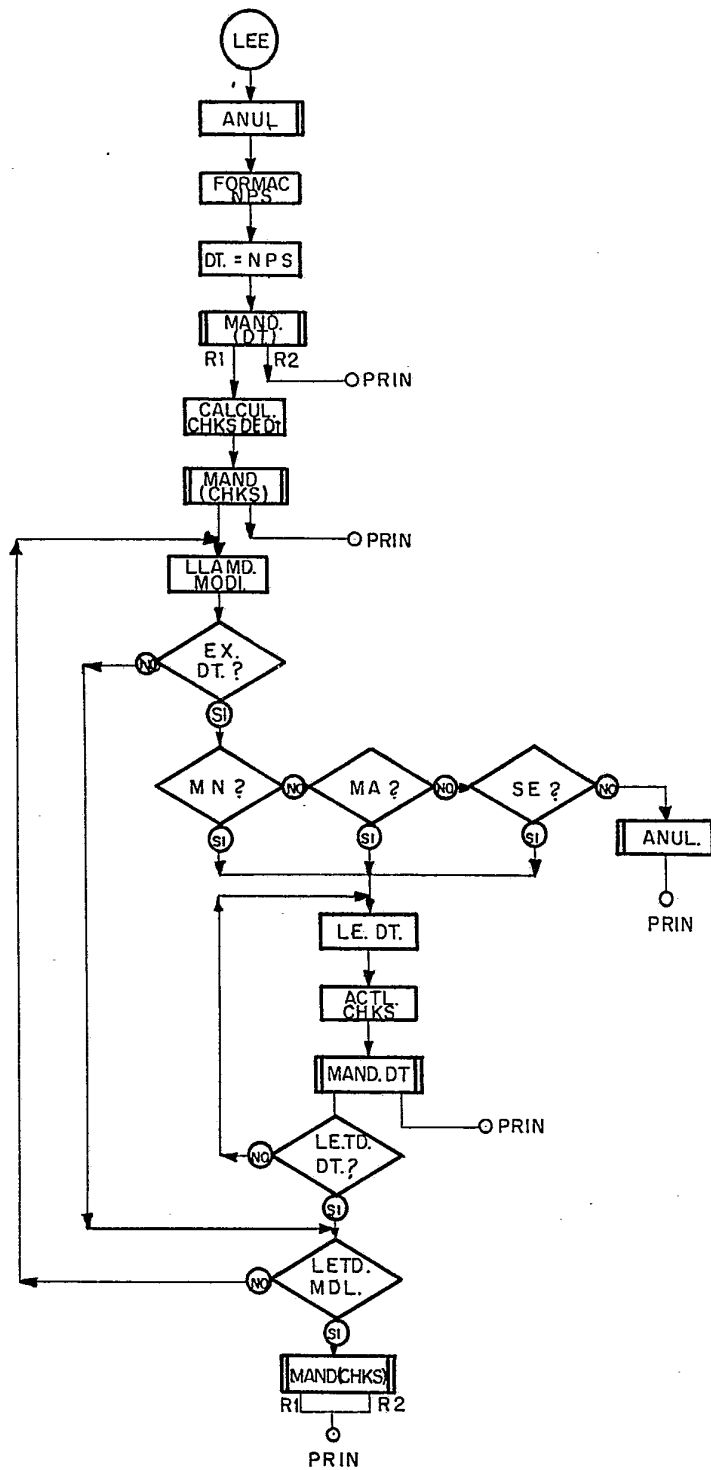 LEE
ANUL
FORMAC
NPS
DT. = NPS
MAND.
(DT.)
R1 R2
PRIN
CALCUL.
CHKS DE DT
MAND
(CHKS)
PRIN
LLAMD.
MODI.
EX.
DT. ?
NO
SI
MN ?
NO
MA ?
NO
SE ?
NO
SI
SI
SI
ANUL.
PRIN
LE. DT.
ACTL.
CHKS
MAND. DT
PRIN
LE.TD.
DT.?
NO
SI
LETD.
MDL.
NO
SI
MAND(CHKS)
R1 R2
PRIN